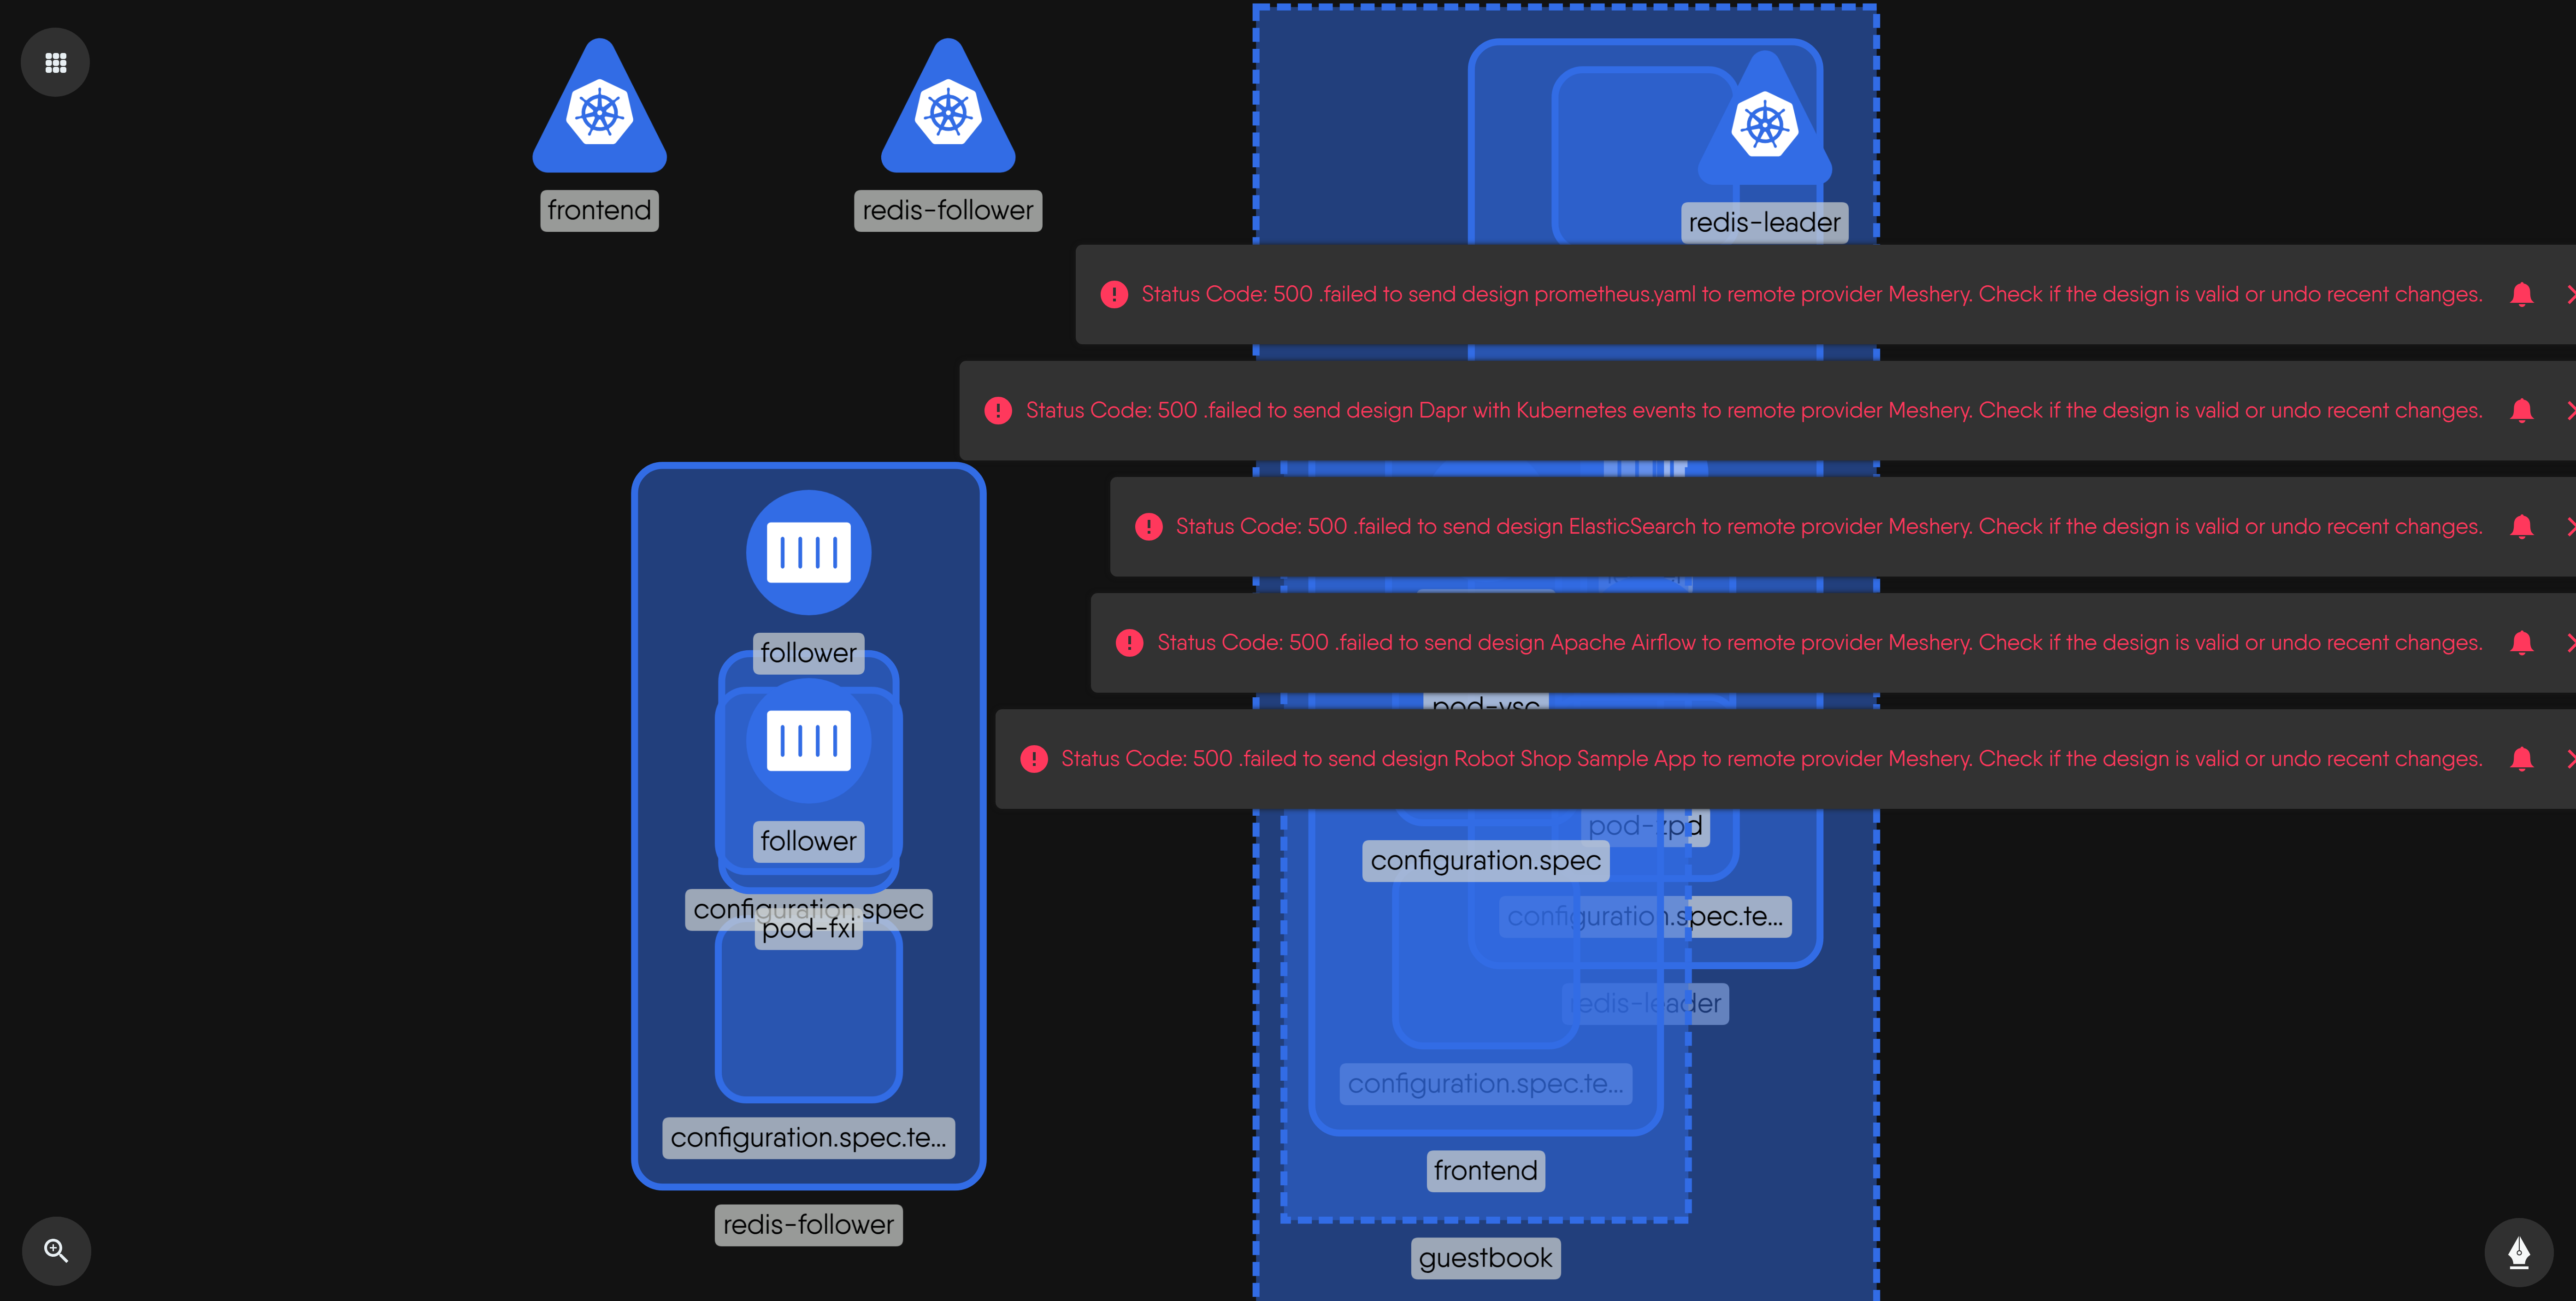 frontend
redis-follower
redis-leader
Status Code: 500 .failed to send design prometheus.yaml to remote provider Meshery. Check if the design is valid or undo recent changes.
Status Code: 500 .failed to send design Dapr with Kubernetes events to remote provider Meshery. Check if the design is valid or undo recent changes.
Status Code: 500 .failed to send design ElasticSearch to remote provider Meshery. Check if the design is valid or undo recent changes.
Status Code: 500 .failed to send design Apache Airflow to remote provider Meshery. Check if the design is valid or undo recent changes.
follower
pod-vsc
Status Code: 500 .failed to send design Robot Shop Sample App to remote provider Meshery. Check if the design is valid or undo recent changes.
follower
pod-zpd
configuration.spec
configuration.spec
pod-fxi
configuration.spec.te...
redis-leader
configuration.spec.te...
configuration.spec.te...
frontend
redis-follower
guestbook